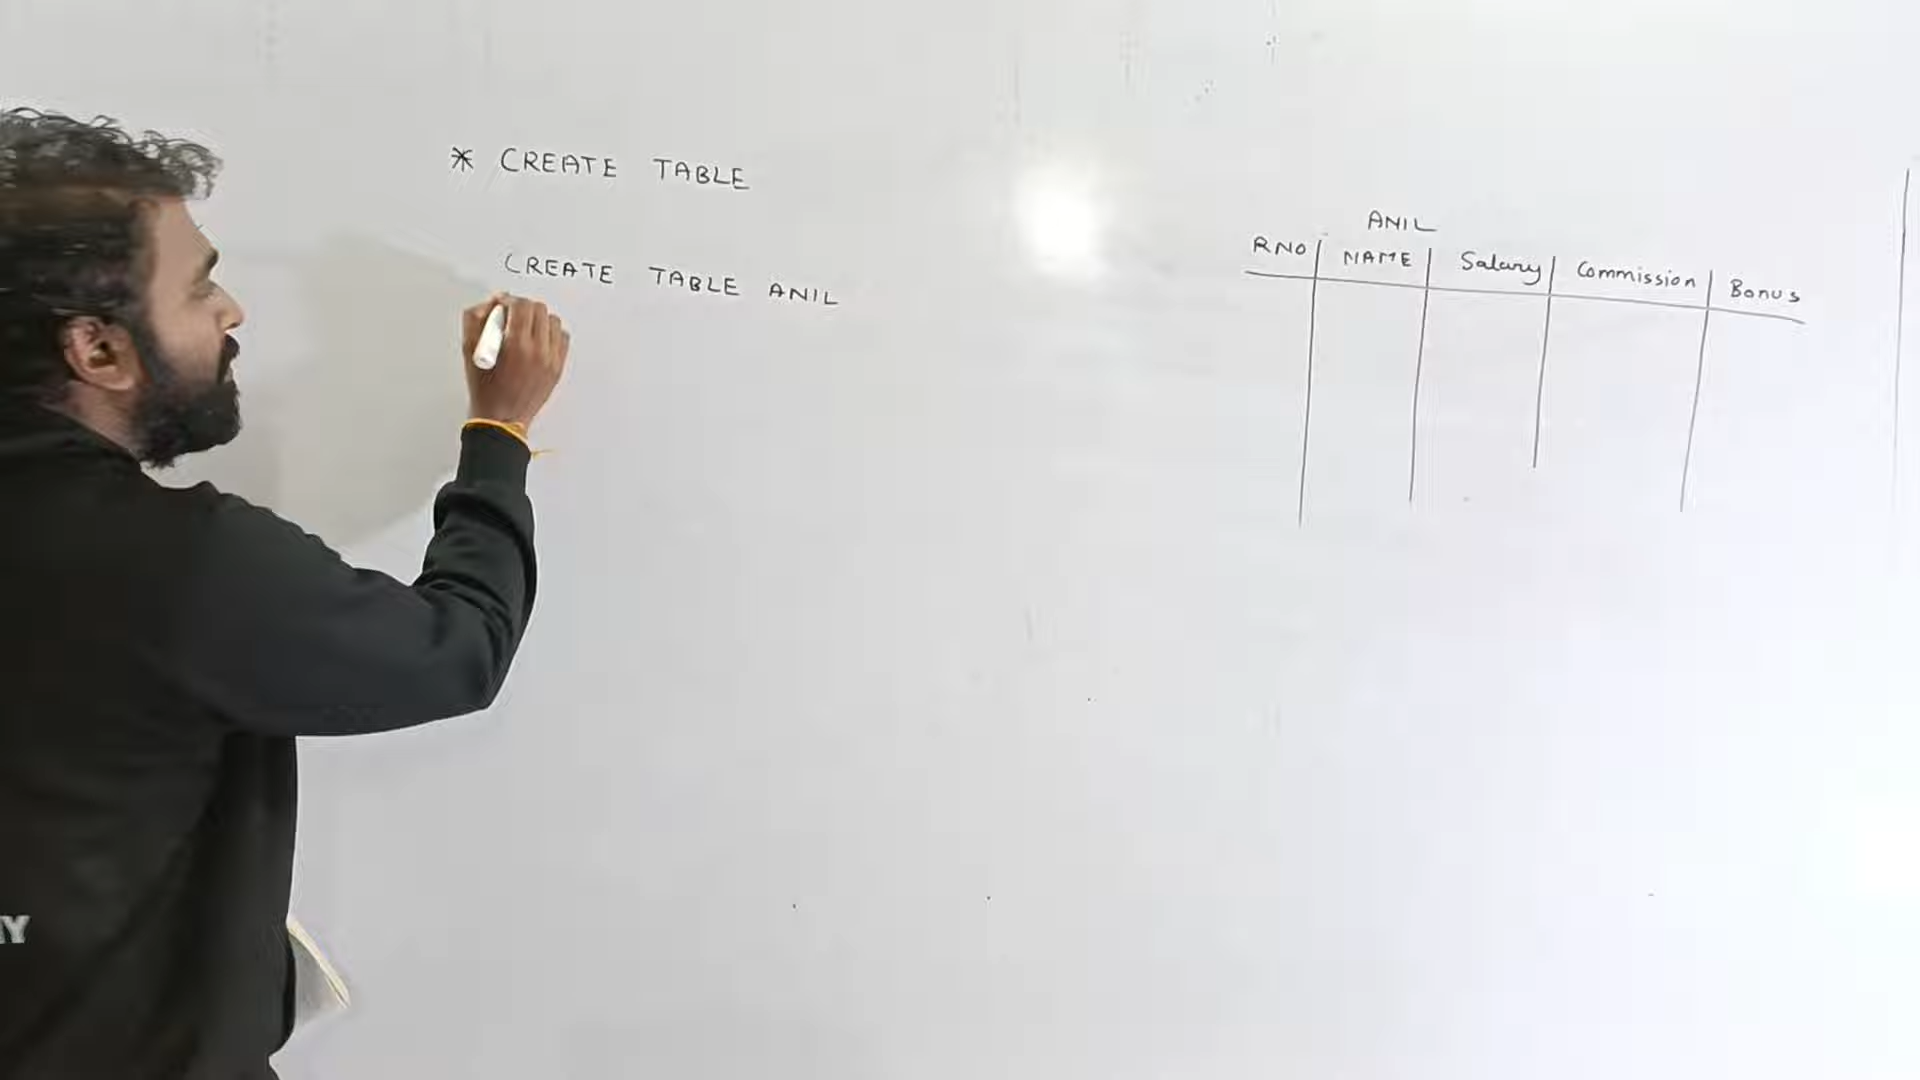 * CREATE TABLE
CREATE TABLE ANIL
ANIL
RNO NAME Salary Commission Bonus